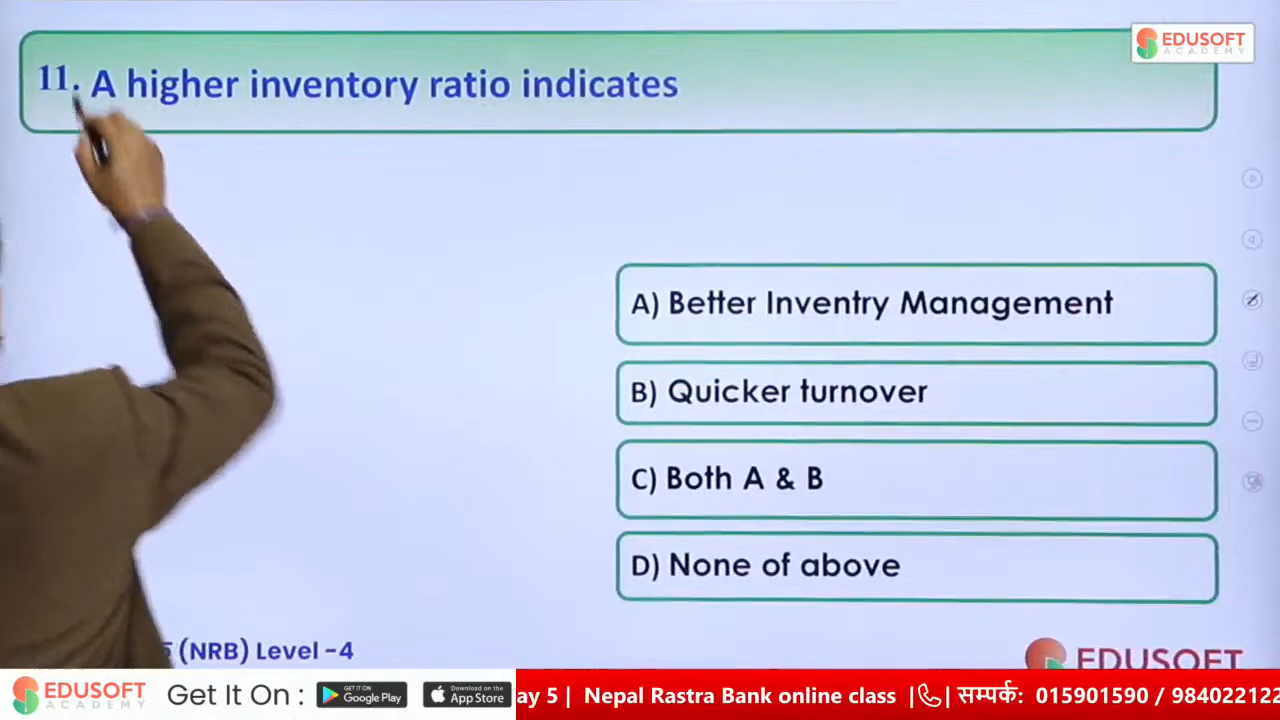 EDUSOFT
ACADEMY
11. A higher inventory ratio indicates
A) Better Inventry Management
B) Quicker turnover
C) Both A & B
D) None of above
(NRB) Level -4
EDUSOFT
EDUSOFT
ACADEMY
Get It On :
GET IT ON
Google Play
Download on the
App Store
ay 5 | Nepal Rastra Bank online class | | सम्पर्क: 015901590 / 984022122